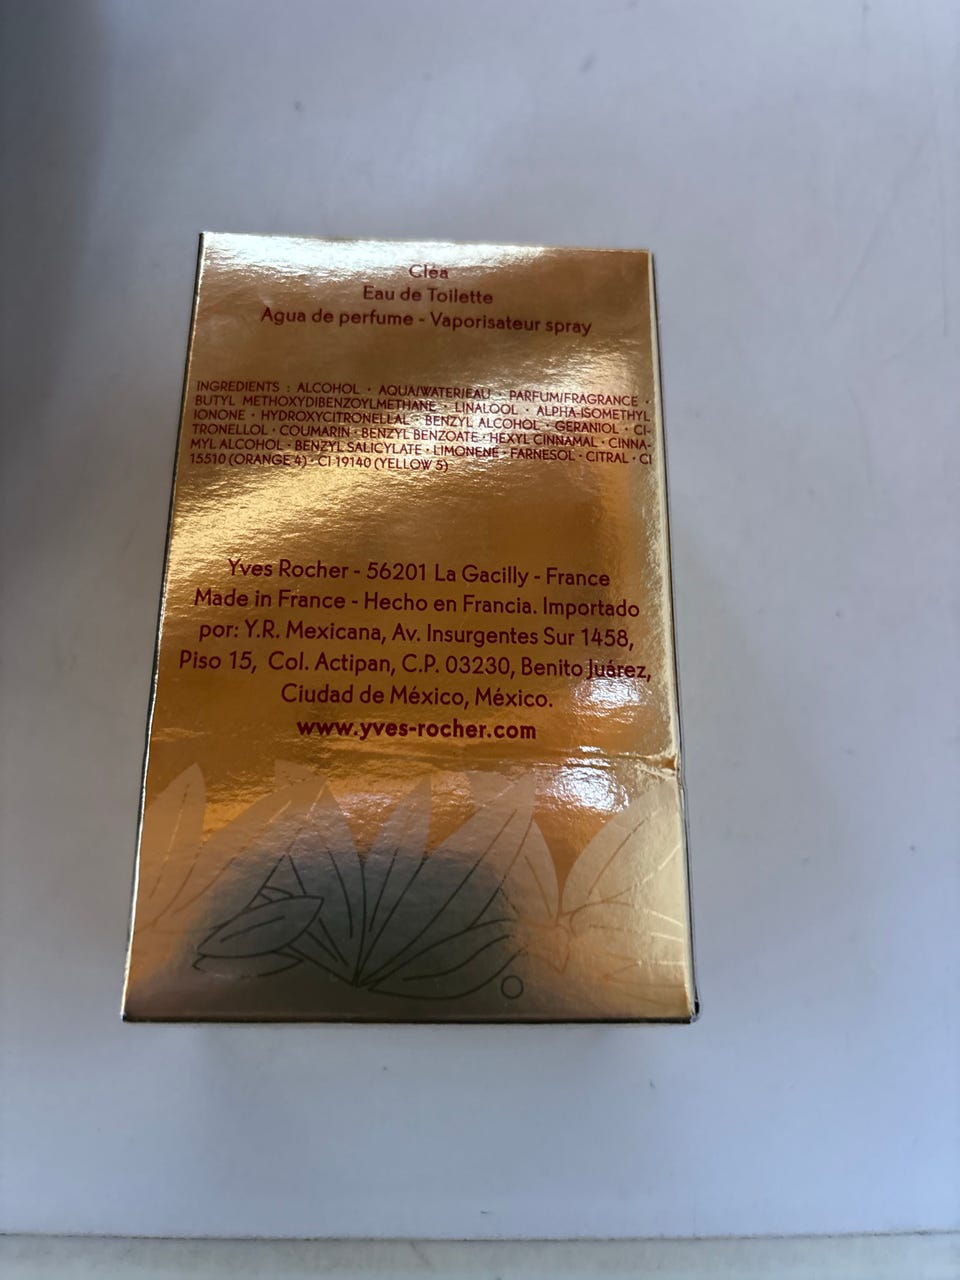 Cléa
Eau de Toilette
Agua de perfume - Vaporisateur spray
INGREDIENTS : ALCOHOL · AQUA/WATER/EAU · PARFUM/FRAGRANCE ·
BUTYL METHOXYDIBENZOYLMETHANE · LINALOOL · ALPHA-ISOMETHYL
IONONE · HYDROXYCITRONELLAL · BENZYL ALCOHOL · GERANIOL · CI-
TRONELLOL · COUMARIN · BENZYL BENZOATE · HEXYL CINNAMAL · CINNA-
MYL ALCOHOL · BENZYL SALICYLATE · LIMONENE · FARNESOL · CITRAL · CI
15510 (ORANGE 4) · CI 19140 (YELLOW 5)
Yves Rocher - 56201 La Gacilly - France
Made in France - Hecho en Francia. Importado
por: Y.R. Mexicana, Av. Insurgentes Sur 1458,
Piso 15, Col. Actipan, C.P. 03230, Benito Juárez,
Ciudad de México, México.
www.yves-rocher.com